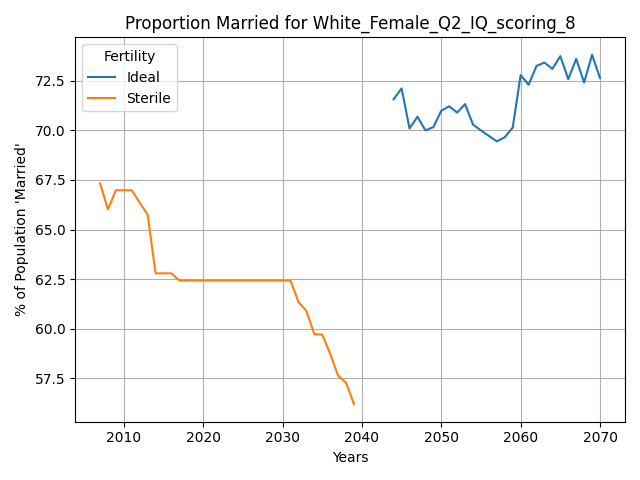 Proportion Married for White_Female_Q2_IQ_scoring_8
Fertility
Ideal
Sterile
% of Population 'Married'
72.5
70.0
67.5
65.0
62.5
60.0
57.5
2010 2020 2030 2040 2050 2060 2070
Years